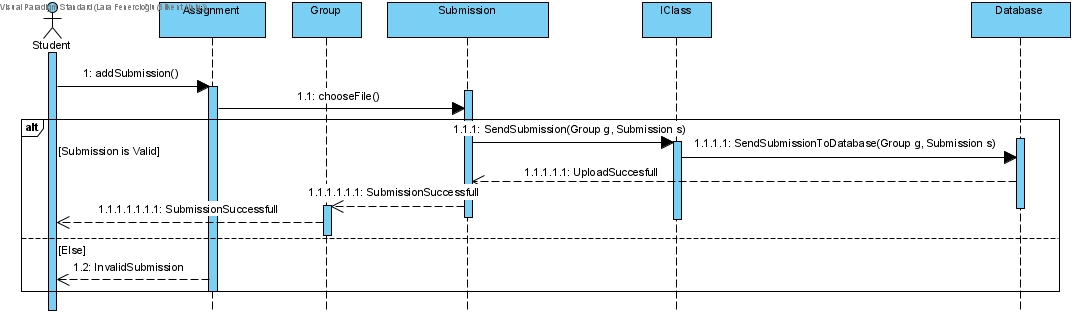 Visual Paradigm Standard (Lara Fenercioğlu(Bilkent Univ.))
Assignment
Group
Submission
IClass
Database
Student
1: addSubmission()
1.1: chooseFile()
alt
1.1.1: SendSubmission(Group g, Submission s)
1.1.1.1: SendSubmissionToDatabase(Group g, Submission s)
[Submission is Valid]
1.1.1.1.1: UploadSuccesfull
1.1.1.1.1.1: SubmissionSuccessfull
1.1.1.1.1.1.1: SubmissionSuccessfull
[Else]
1.2: InvalidSubmission